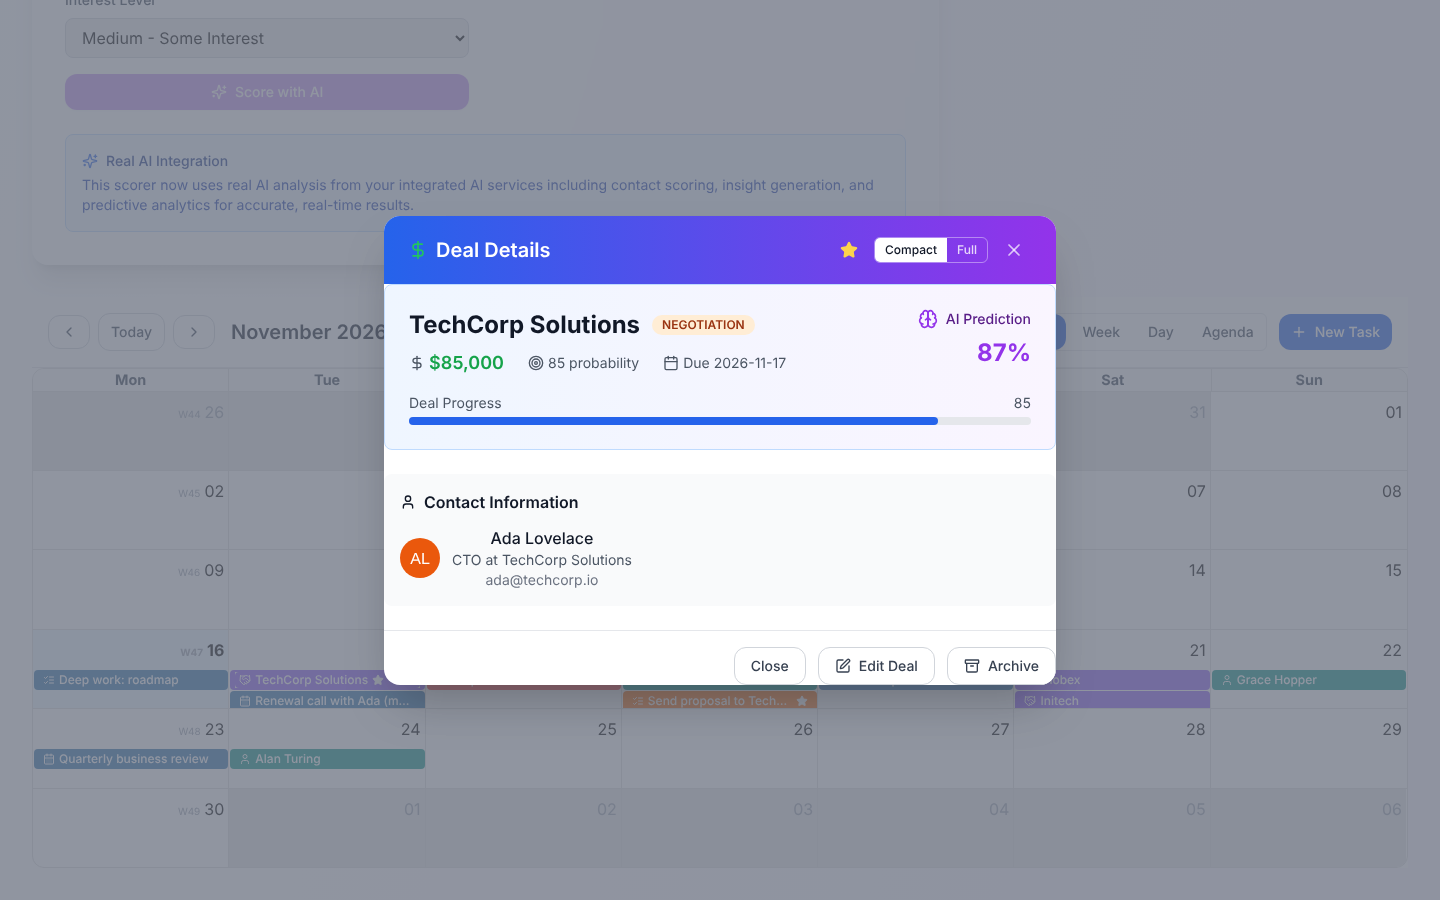 Interest Level
Medium - Some Interest
Score with AI
Real AI Integration
This scorer now uses real AI analysis from your integrated AI services including contact scoring, insight generation, and
predictive analytics for accurate, real-time results.
Deal Details
Compact
Full
TechCorp Solutions
NEGOTIATION
AI Prediction
$85,000
85 probability
Due 2026-11-17
87%
Deal Progress
85
Contact Information
AL
Ada Lovelace
CTO at TechCorp Solutions
ada@techcorp.io
Close
Edit Deal
Archive
Today
November 2026
Week
Day
Agenda
New Task
Mon
Tue
Sat
Sun
W44 26
31
01
W45 02
07
08
W46 09
14
15
W47 16
21
22
Deep work: roadmap
TechCorp Solutions
Grace Hopper
Renewal call with Ada (m...
Send proposal to Tech...
Initech
W48 23
24
25
26
27
28
29
Quarterly business review
Alan Turing
W49 30
01
02
03
04
05
06